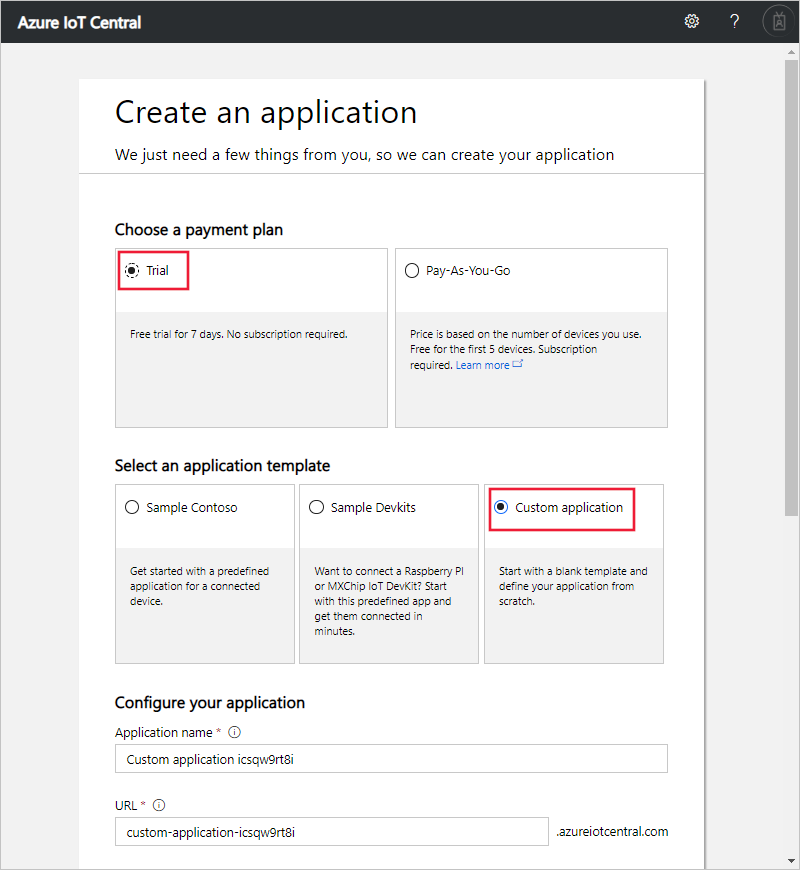 Azure IoT Central
?
Create an application
We just need a few things from you, so we can create your application
Choose a payment plan
Trial
Free trial for 7 days. No subscription required.
Pay-As-You-Go
Price is based on the number of devices you use.
Free for the first 5 devices. Subscription
required. Learn more
Select an application template
Sample Contoso
Get started with a predefined
application for a connected
device.
Sample Devkits
Want to connect a Raspberry PI
or MXChip IoT DevKit? Start
with this predefined app and
get them connected in
minutes.
Custom application
Start with a blank template and
define your application from
scratch.
Configure your application
Application name *
Custom application icsqw9rt8i
URL *
custom-application-icsqw9rt8i .azureiotcentral.com